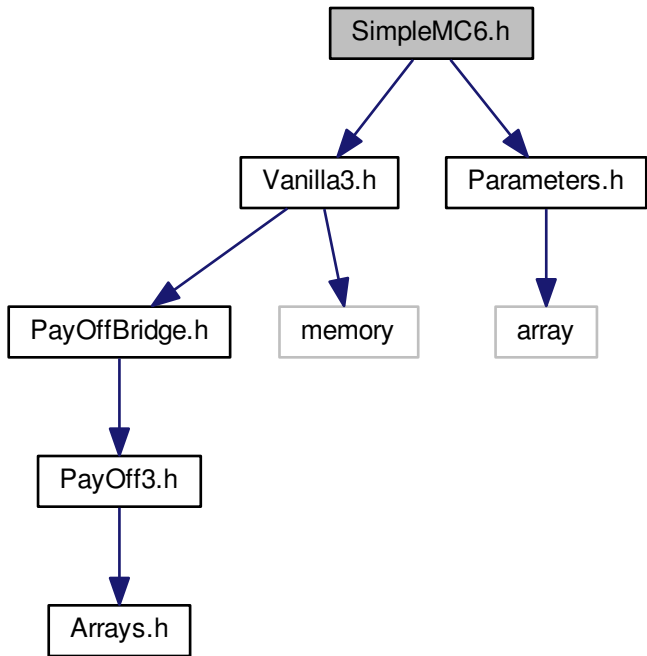 SimpleMC6.h
Vanilla3.h
Parameters.h
PayOffBridge.h
memory
array
PayOff3.h
Arrays.h